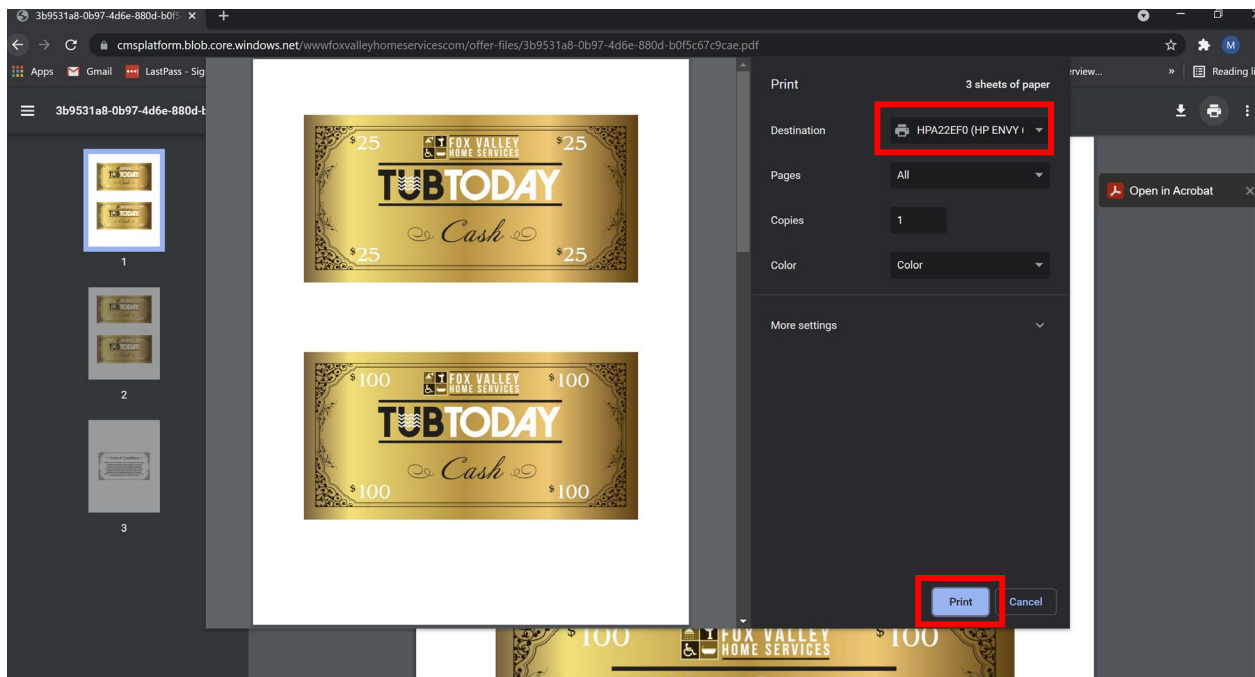 3b9531a8-0b97-4d6e-880d-b0f5
cmsplatform.blob.core.windows.net/wwwfoxvalleyhomeservicescom/offer-files/3b9531a8-0b97-4d6e-880d-b0f5c67c9cae.pdf
M
Apps Gmail LastPass - Sig
erview... » Reading li
3b9531a8-0b97-4d6e-880d-b
TUBTODAY
TUBTODAY
1
2
3
$25 FOX VALLEY $25
HOME SERVICES
TUBTODAY
Cash
$25 $25
$100 FOX VALLEY $100
HOME SERVICES
TUBTODAY
Cash
$100 $100
Print 3 sheets of paper
Destination HPA22EF0 (HP ENVY
Pages All
Copies 1
Color Color
More settings
Print Cancel
Open in Acrobat
$100 FOX VALLEY $100
HOME SERVICES